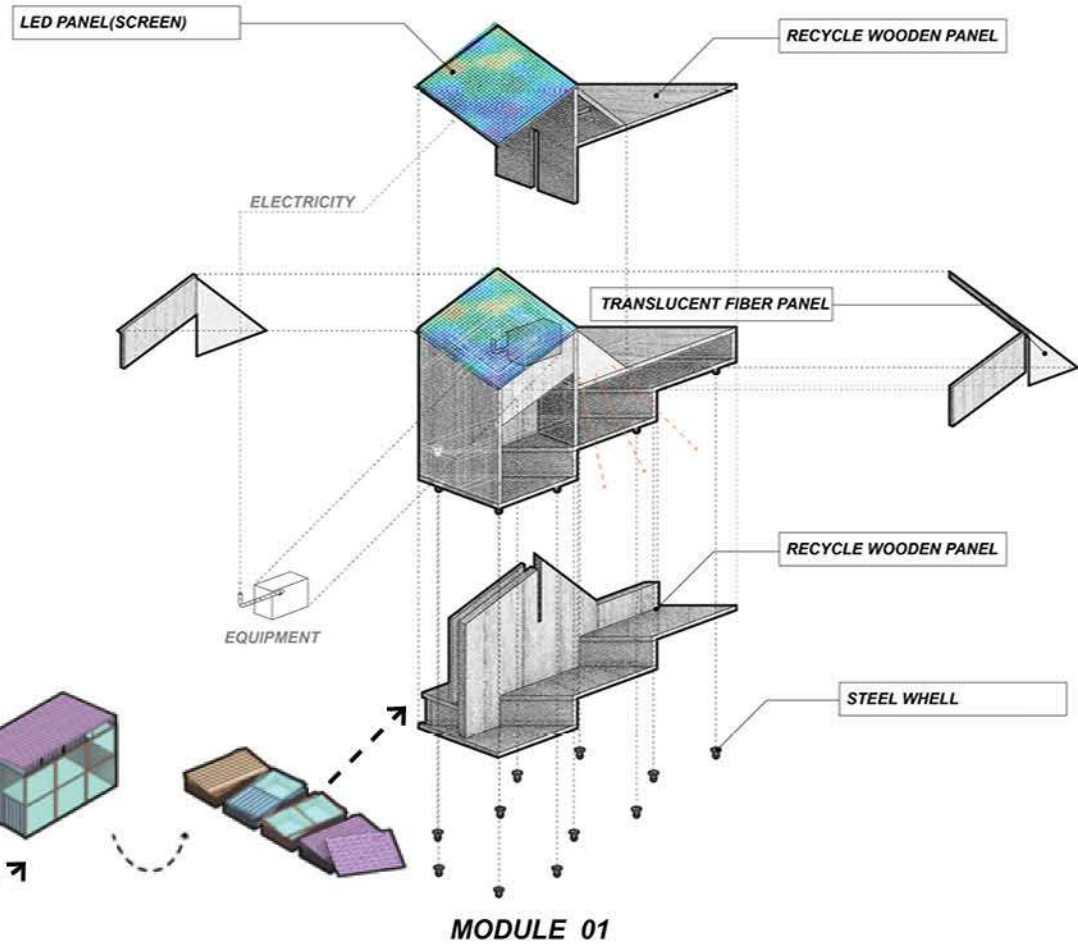 LED PANEL(SCREEN)
RECYCLE WOODEN PANEL
ELECTRICITY
TRANSLUCENT FIBER PANEL
RECYCLE WOODEN PANEL
EQUIPMENT
STEEL WHELL
MODULE 01